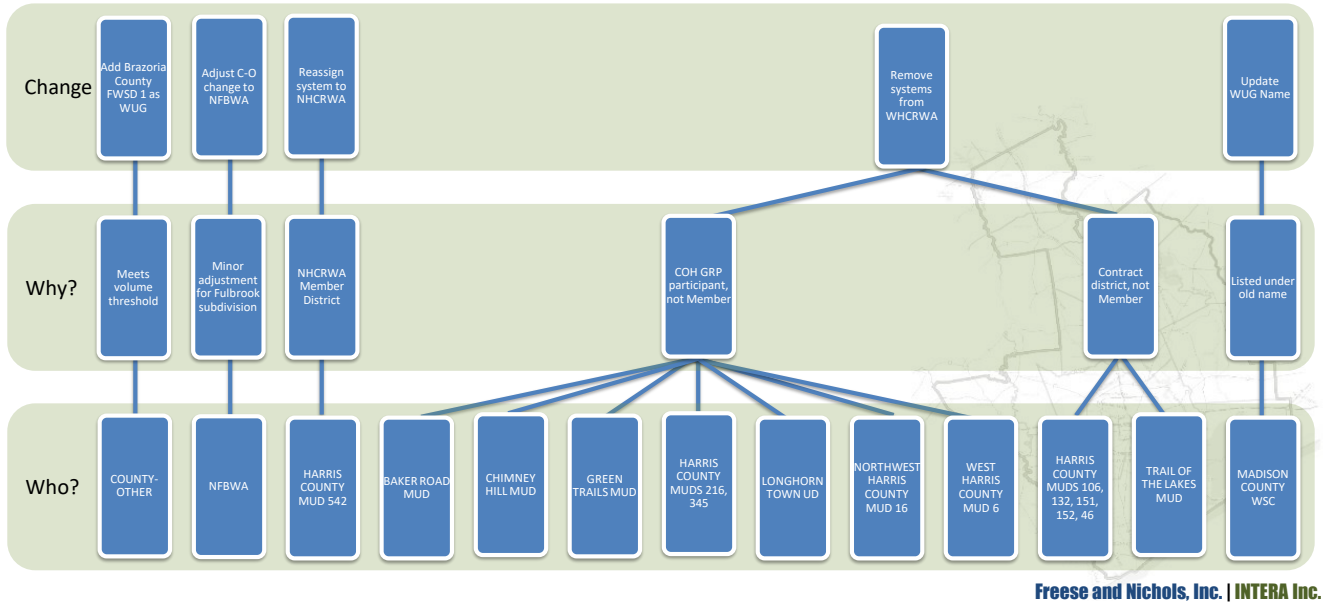 Change
Add Brazoria
County
FWSD 1 as
WUG
Adjust C-O
change to
NFBWA
Reassign
system to
NHCRWA
Remove
systems
from
WHCRWA
Update
WUG Name
Why?
Meets
volume
threshold
Minor
adjustment
for Fulbrook
subdivision
NHCRWA
Member
District
COH GRP
participant,
not Member
Contract
district, not
Member
Listed under
old name
Who?
COUNTY-
OTHER
NFBWA
HARRIS
COUNTY
MUD 542
BAKER ROAD
MUD
CHIMNEY
HILL MUD
GREEN
TRAILS MUD
HARRIS
COUNTY
MUDS 216,
345
LONGHORN
TOWN UD
NORTHWEST
HARRIS
COUNTY
MUD 16
WEST
HARRIS
COUNTY
MUD 6
HARRIS
COUNTY
MUDS 106,
132, 151,
152, 46
TRAIL OF
THE LAKES
MUD
MADISON
COUNTY
WSC
Freese and Nichols, Inc. | INTERA Inc.